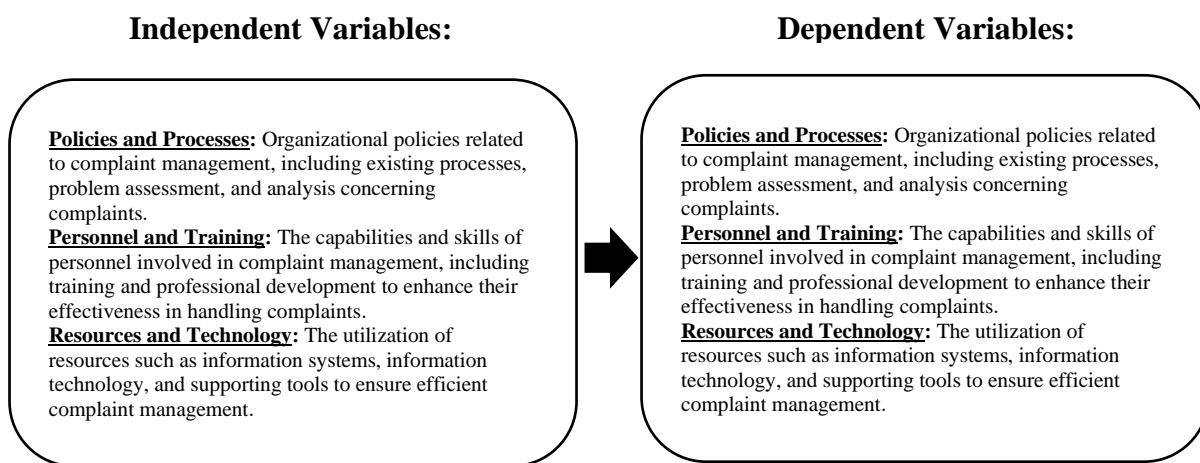 Independent Variables:
Policies and Processes: Organizational policies related
to complaint management, including existing processes,
problem assessment, and analysis concerning
complaints.
Personnel and Training: The capabilities and skills of
personnel involved in complaint management, including
training and professional development to enhance their
effectiveness in handling complaints.
Resources and Technology: The utilization of
resources such as information systems, information
technology, and supporting tools to ensure efficient
complaint management.
Dependent Variables:
Policies and Processes: Organizational policies related
to complaint management, including existing processes,
problem assessment, and analysis concerning
complaints.
Personnel and Training: The capabilities and skills of
personnel involved in complaint management, including
training and professional development to enhance their
effectiveness in handling complaints.
Resources and Technology: The utilization of
resources such as information systems, information
technology, and supporting tools to ensure efficient
complaint management.